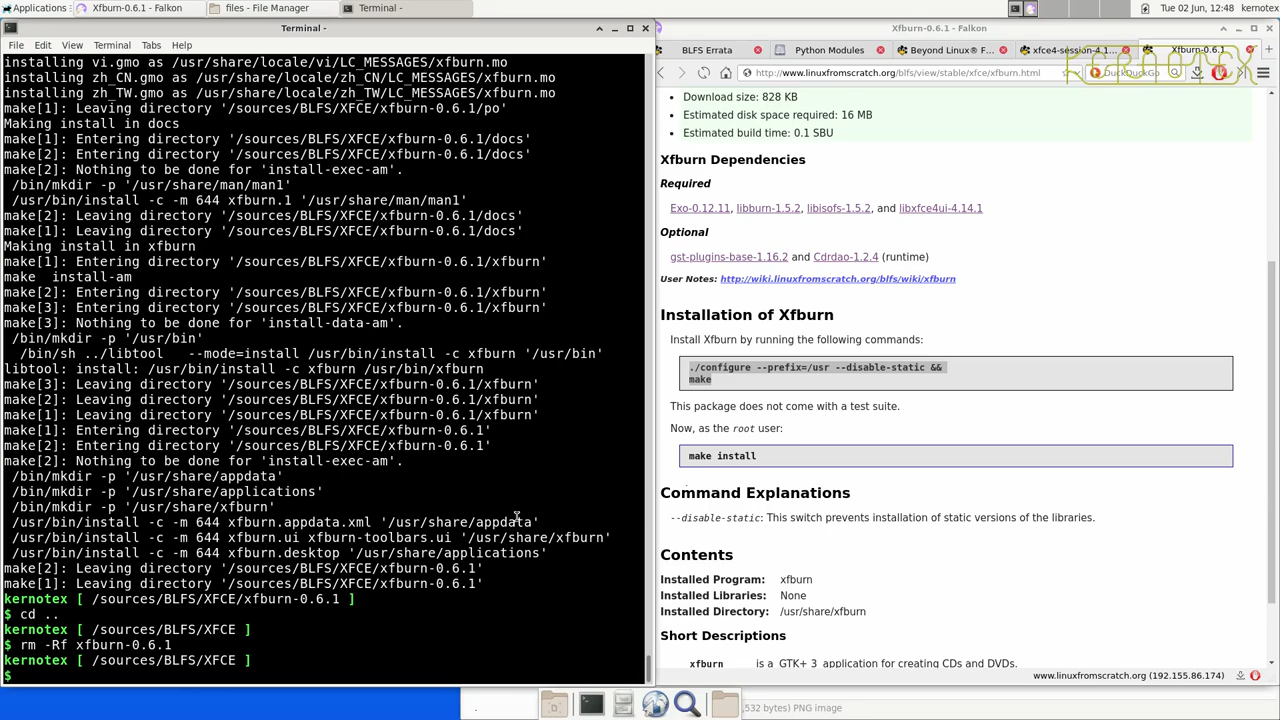 Applications
Xfburn-0.6.1 - Falkon
files - File Manager
Terminal -
Tue 02 Jun, 12:48
kernotex
Terminal -
File Edit View Terminal Tabs Help
installing vi.gmo as /usr/share/locale/vi/LC_MESSAGES/xfburn.mo
installing zh_CN.gmo as /usr/share/locale/zh_CN/LC_MESSAGES/xfburn.mo
installing zh_TW.gmo as /usr/share/locale/zh_TW/LC_MESSAGES/xfburn.mo
make[1]: Leaving directory '/sources/BLFS/XFCE/xfburn-0.6.1/po'
Making install in docs
make[1]: Entering directory '/sources/BLFS/XFCE/xfburn-0.6.1/docs'
make[2]: Entering directory '/sources/BLFS/XFCE/xfburn-0.6.1/docs'
make[2]: Nothing to be done for 'install-exec-am'.
/bin/mkdir -p '/usr/share/man/man1'
/usr/bin/install -c -m 644 xfburn.1 '/usr/share/man/man1'
make[2]: Leaving directory '/sources/BLFS/XFCE/xfburn-0.6.1/docs'
make[1]: Leaving directory '/sources/BLFS/XFCE/xfburn-0.6.1/docs'
Making install in xfburn
make[1]: Entering directory '/sources/BLFS/XFCE/xfburn-0.6.1/xfburn'
make  install-am
make[2]: Entering directory '/sources/BLFS/XFCE/xfburn-0.6.1/xfburn'
make[3]: Entering directory '/sources/BLFS/XFCE/xfburn-0.6.1/xfburn'
make[3]: Nothing to be done for 'install-data-am'.
/bin/mkdir -p '/usr/bin'
/bin/sh ../libtool   --mode=install /usr/bin/install -c xfburn '/usr/bin'
libtool: install: /usr/bin/install -c xfburn /usr/bin/xfburn
make[3]: Leaving directory '/sources/BLFS/XFCE/xfburn-0.6.1/xfburn'
make[2]: Leaving directory '/sources/BLFS/XFCE/xfburn-0.6.1/xfburn'
make[1]: Leaving directory '/sources/BLFS/XFCE/xfburn-0.6.1/xfburn'
make[1]: Entering directory '/sources/BLFS/XFCE/xfburn-0.6.1'
make[2]: Entering directory '/sources/BLFS/XFCE/xfburn-0.6.1'
make[2]: Nothing to be done for 'install-exec-am'.
/bin/mkdir -p '/usr/share/appdata'
/bin/mkdir -p '/usr/share/applications'
/bin/mkdir -p '/usr/share/xfburn'
/usr/bin/install -c -m 644 xfburn.appdata.xml '/usr/share/appdata'
/usr/bin/install -c -m 644 xfburn.ui xfburn-toolbars.ui '/usr/share/xfburn'
/usr/bin/install -c -m 644 xfburn.desktop '/usr/share/applications'
make[2]: Leaving directory '/sources/BLFS/XFCE/xfburn-0.6.1'
make[1]: Leaving directory '/sources/BLFS/XFCE/xfburn-0.6.1'
kernotex [ /sources/BLFS/XFCE/xfburn-0.6.1 ]
$ cd ..
kernotex [ /sources/BLFS/XFCE ]
$ rm -Rf xfburn-0.6.1
kernotex [ /sources/BLFS/XFCE ]
$
Xfburn-0.6.1 - Falkon
BLFS Errata
Python Modules
Beyond Linux® F...
xfce4-session-4.1...
Xfburn-0.6.1
http://www.linuxfromscratch.org/blfs/view/stable/xfce/xfburn.html
DuckDuckGo
KERNOTEX
Download size: 828 KB
Estimated disk space required: 16 MB
Estimated build time: 0.1 SBU
Xfburn Dependencies
Required
Exo-0.12.11, libburn-1.5.2, libisofs-1.5.2, and libxfce4ui-4.14.1
Optional
gst-plugins-base-1.16.2 and Cdrdao-1.2.4 (runtime)
User Notes: http://wiki.linuxfromscratch.org/blfs/wiki/xfburn
Installation of Xfburn
Install Xfburn by running the following commands:
./configure --prefix=/usr --disable-static &&
make
This package does not come with a test suite.
Now, as the root user:
make install
Command Explanations
--disable-static: This switch prevents installation of static versions of the libraries.
Contents
Installed Program: xfburn
Installed Libraries: None
Installed Directory: /usr/share/xfburn
Short Descriptions
xfburn is a GTK+ 3 application for creating CDs and DVDs.
www.linuxfromscratch.org (192.155.86.174)
,532 bytes) PNG image